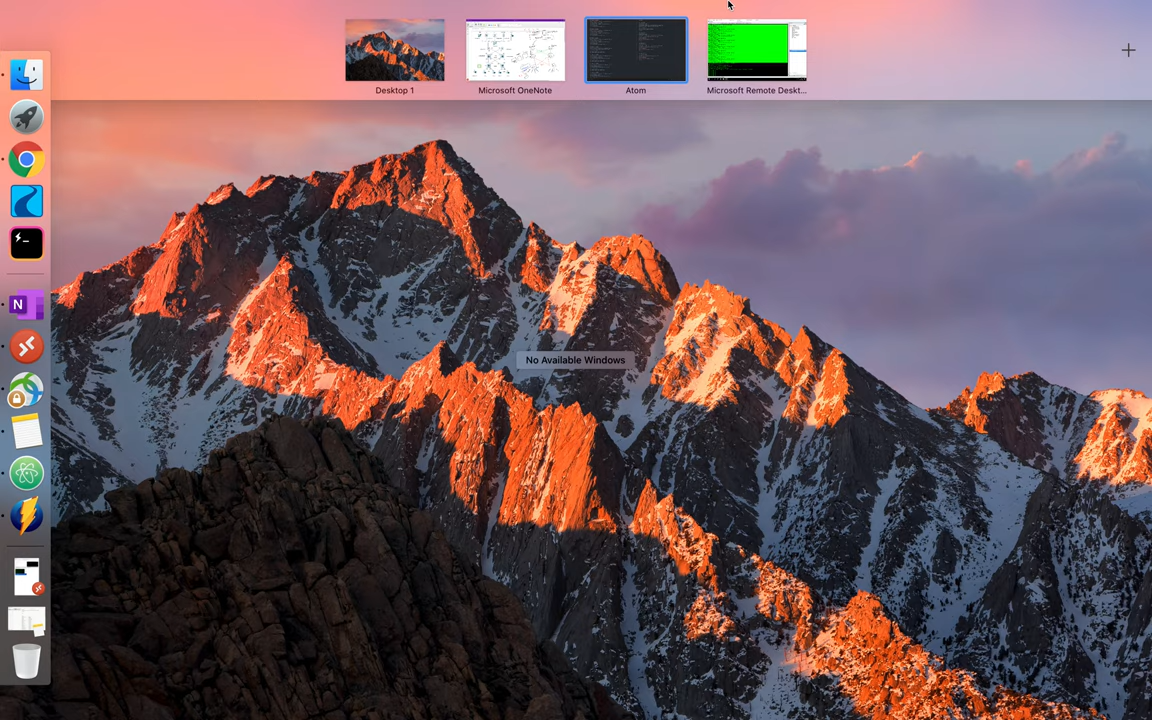 Desktop 1
Microsoft OneNote
Atom
Microsoft Remote Deskt...
No Available Windows
N